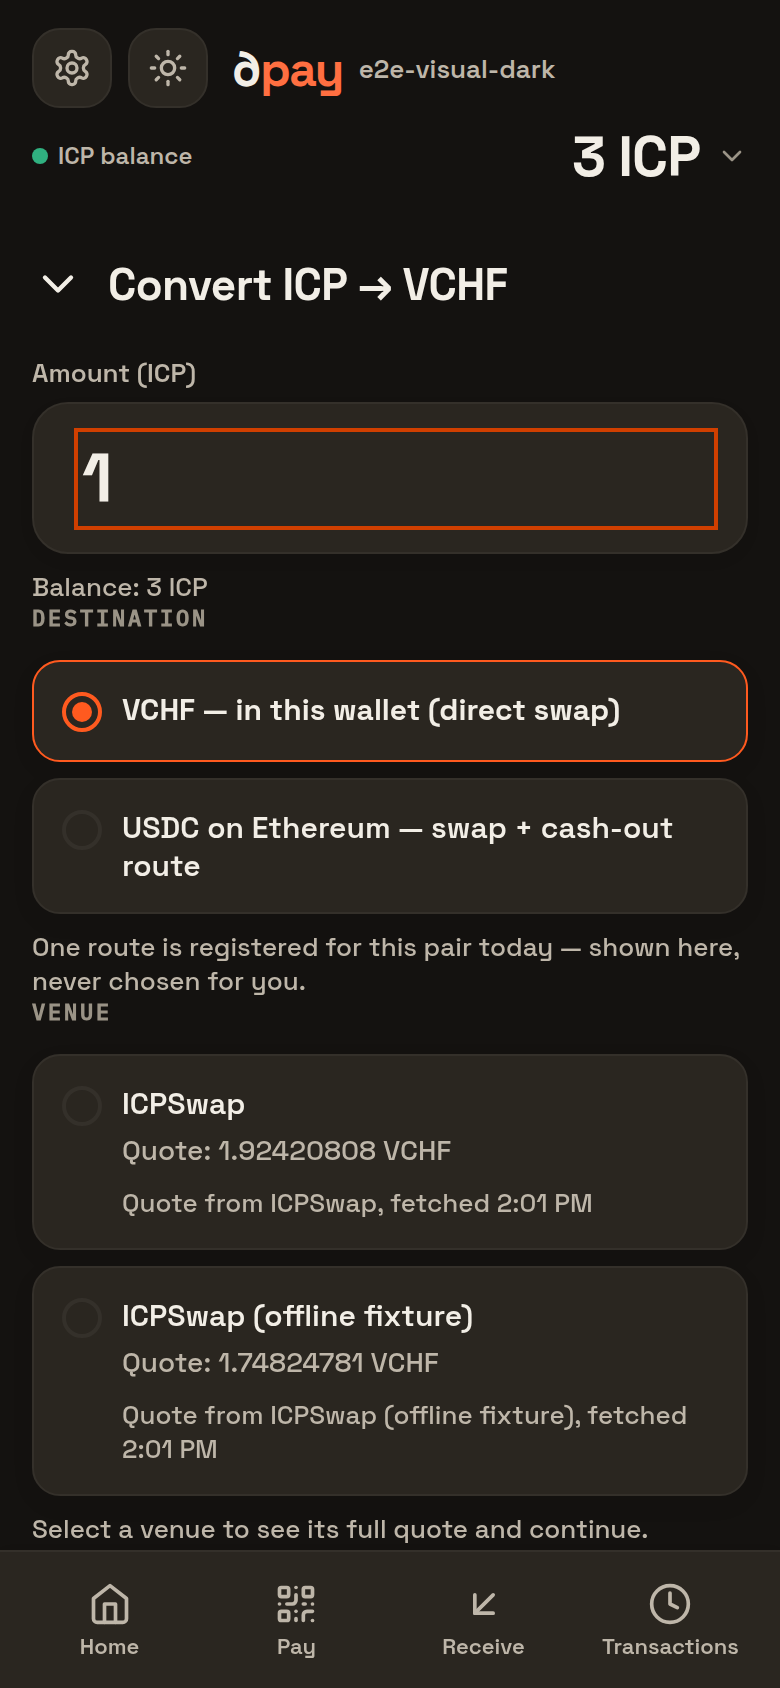 ∂pay e2e-visual-dark
ICP balance
3 ICP
Convert ICP → VCHF
Amount (ICP)
1
Balance: 3 ICP
DESTINATION
VCHF — in this wallet (direct swap)
USDC on Ethereum — swap + cash-out
route
One route is registered for this pair today — shown here,
never chosen for you.
VENUE
ICPSwap
Quote: 1.92420808 VCHF
Quote from ICPSwap, fetched 2:01 PM
ICPSwap (offline fixture)
Quote: 1.74824781 VCHF
Quote from ICPSwap (offline fixture), fetched
2:01 PM
Select a venue to see its full quote and continue.
Home
Pay
Receive
Transactions